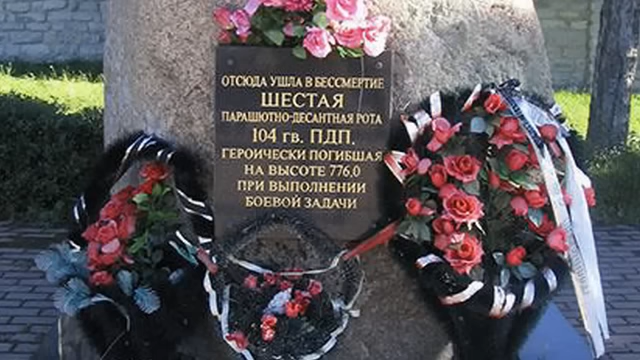 ОТСЮДА УШЛА В БЕССМЕРТИЕ
ШЕСТАЯ
ПАРАШЮТНО-ДЕСАНТНАЯ РОТА
104 гв. ПДП,
ГЕРОИЧЕСКИ ПОГИБШАЯ
НА ВЫСОТЕ 776,0
ПРИ ВЫПОЛНЕНИИ
БОЕВОЙ ЗАДАЧИ